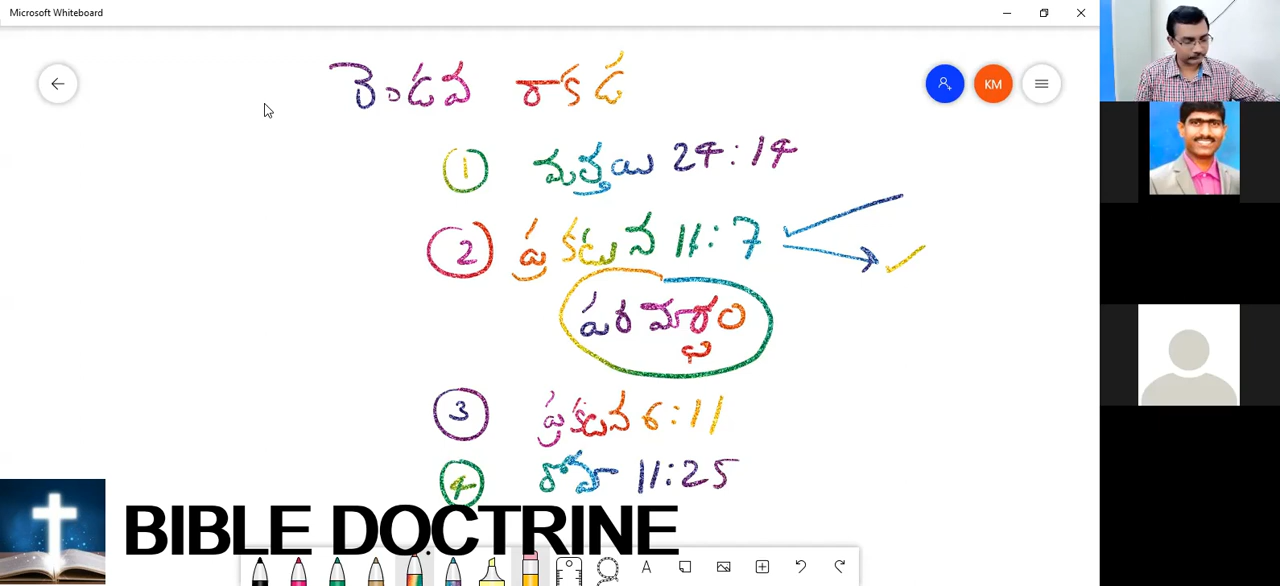 Microsoft Whiteboard
రెండవ రాకడ
KM
1 మత్తయి 24:14
2 ప్రకటన 11:7
పరమార్థం
3 ప్రకటన 6:11
4 రోమా 11:25
BIBLE DOCTRINE